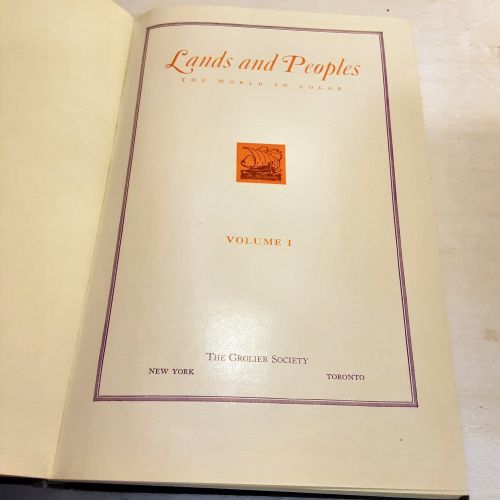 Lands and Peoples
THE WORLD IN COLOR
VOLUME I
THE GROLIER SOCIETY
NEW YORK
TORONTO